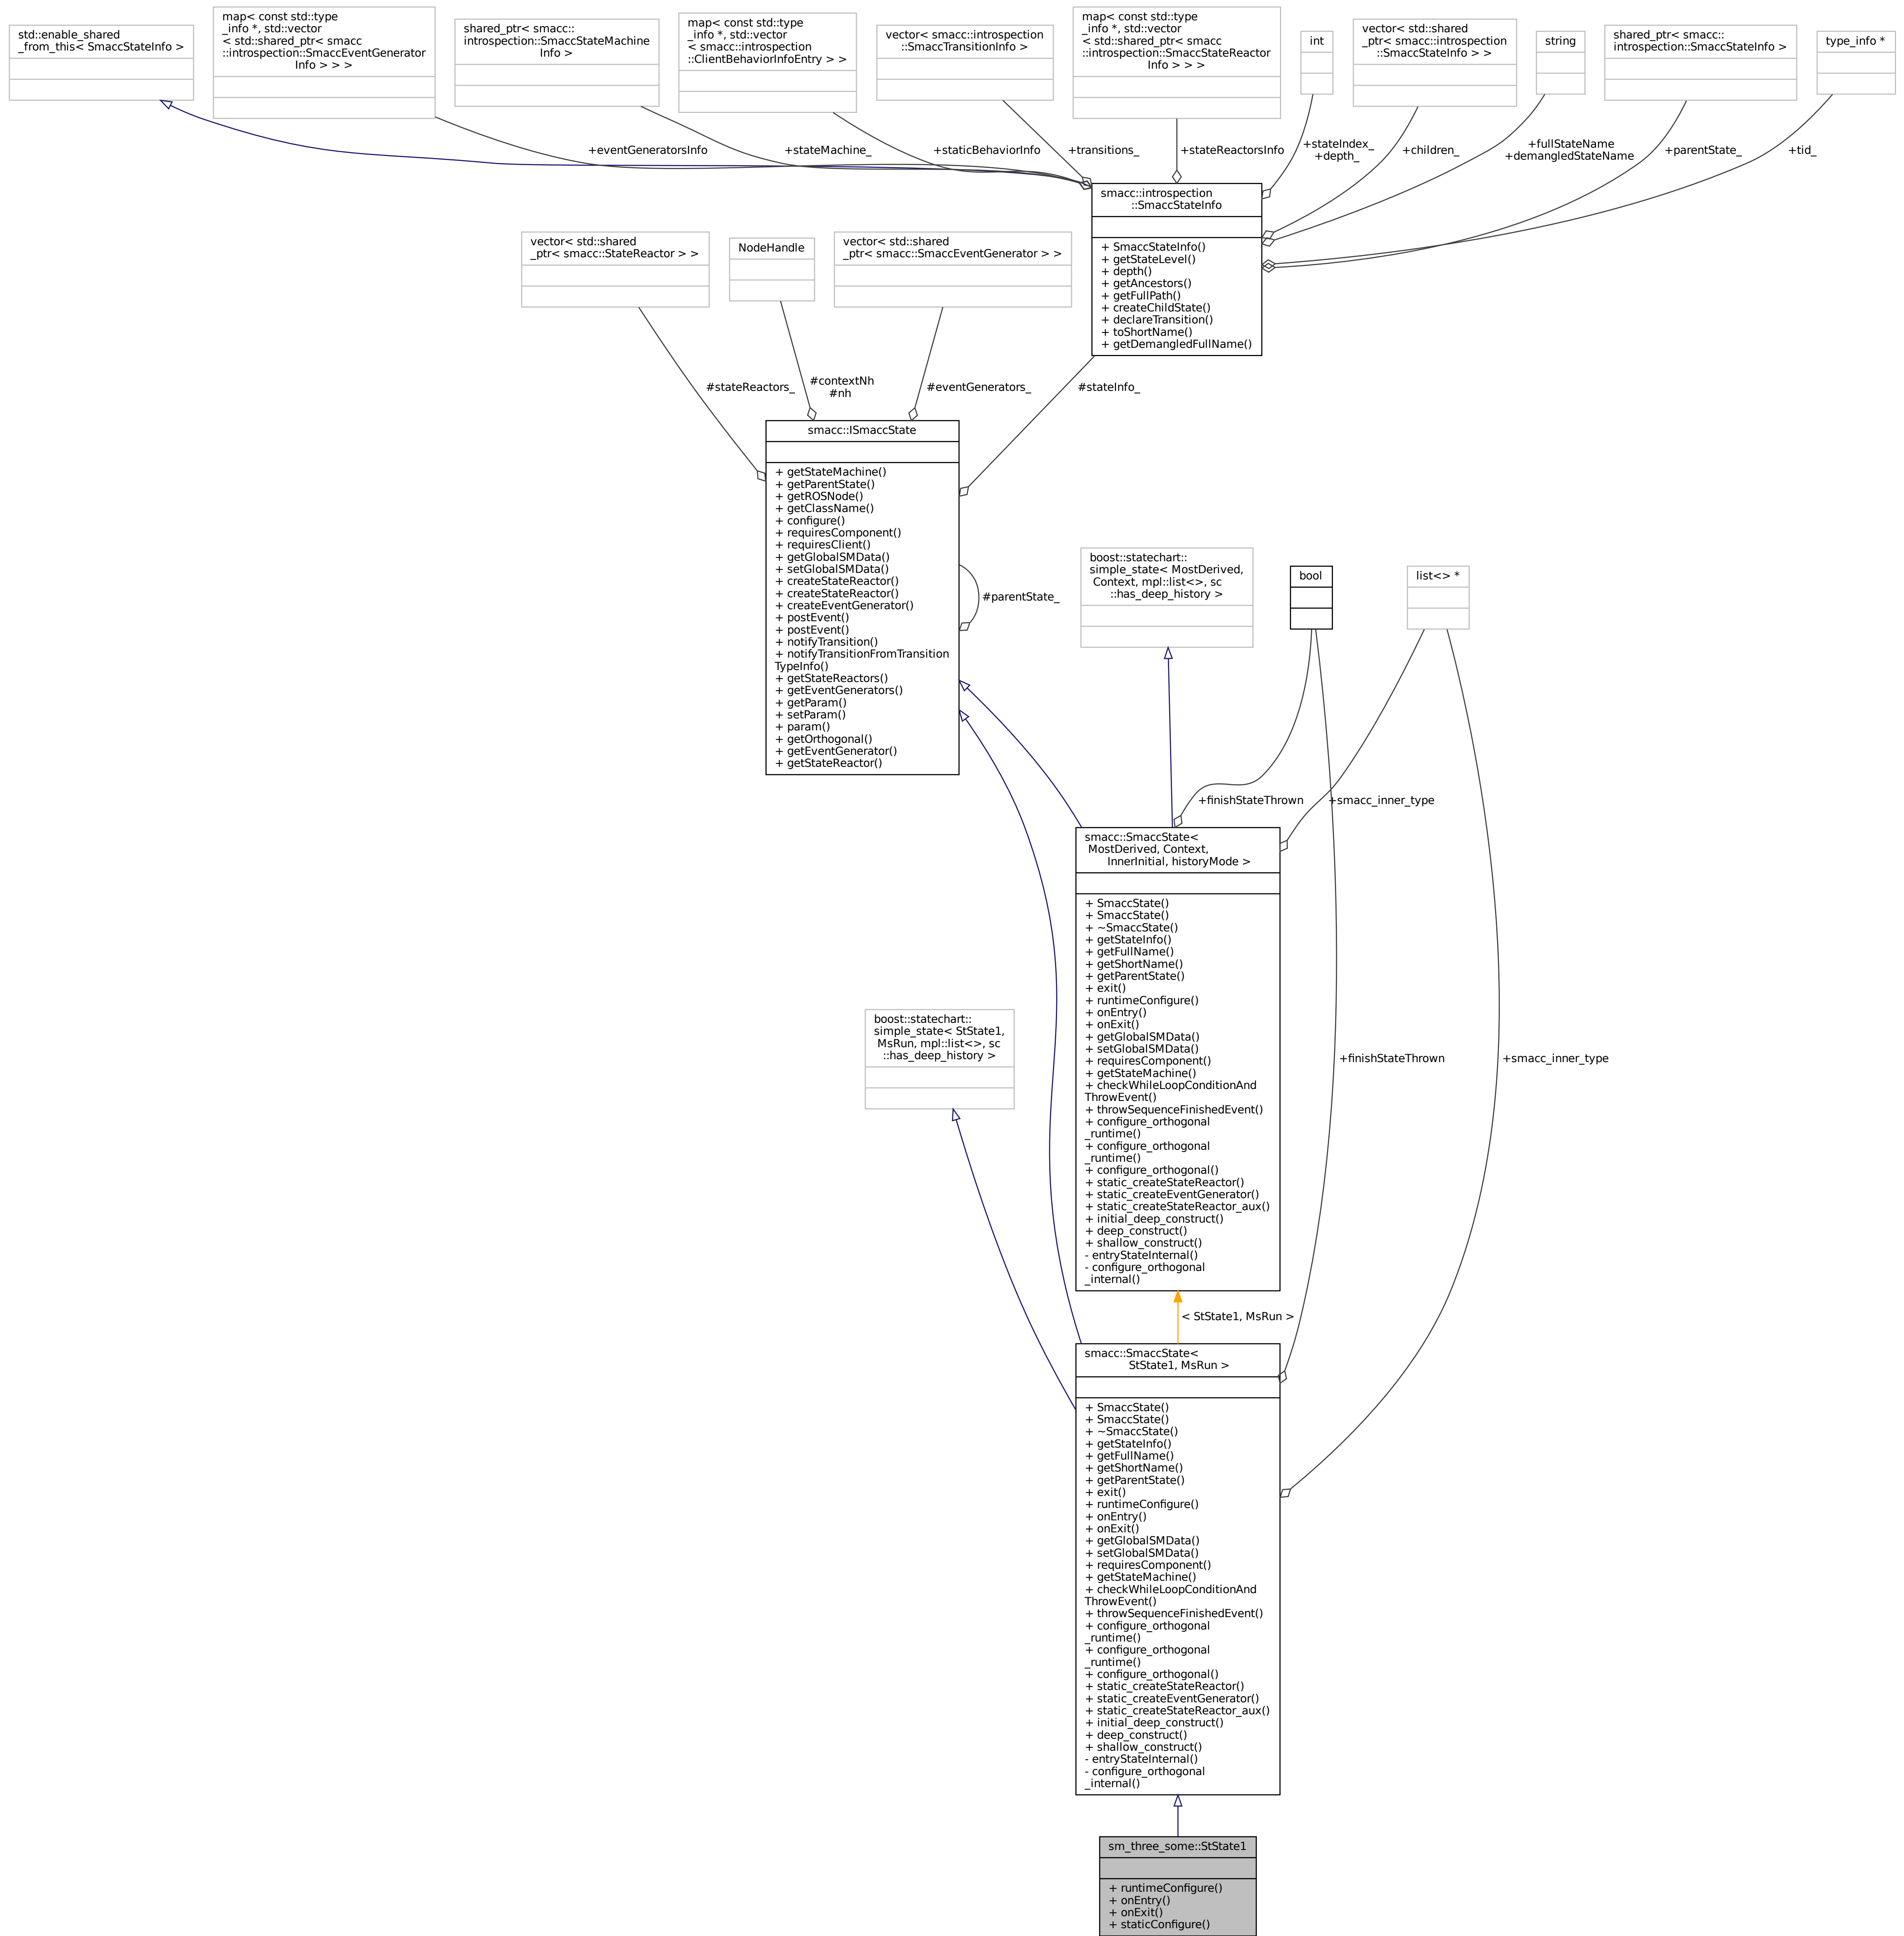 std::enable_shared
_from_this< SmaccStateInfo >
map< const std::type
_info *, std::vector
< std::shared_ptr< smacc
::introspection::SmaccEventGenerator
Info > > >
shared_ptr< smacc::
introspection::SmaccStateMachine
Info >
map< const std::type
_info *, std::vector
< smacc::introspection
::ClientBehaviorInfoEntry > >
vector< smacc::introspection
::SmaccTransitionInfo >
map< const std::type
_info *, std::vector
< std::shared_ptr< smacc
::introspection::SmaccStateReactor
Info > > >
int
vector< std::shared
_ptr< smacc::introspection
::SmaccStateInfo > >
string
shared_ptr< smacc::
introspection::SmaccStateInfo >
type_info *
+eventGeneratorsInfo
+stateMachine_
+staticBehaviorInfo
+transitions_
+stateReactorsInfo
+stateIndex_
+depth_
+children_
+fullStateName
+demangledStateName
+parentState_
+tid_
smacc::introspection
::SmaccStateInfo
+ SmaccStateInfo()
+ getStateLevel()
+ depth()
+ getAncestors()
+ getFullPath()
+ createChildState()
+ declareTransition()
+ toShortName()
+ getDemangledFullName()
vector< std::shared
_ptr< smacc::StateReactor > >
NodeHandle
vector< std::shared
_ptr< smacc::SmaccEventGenerator > >
#stateReactors_
#contextNh
#nh
#eventGenerators_
#stateInfo_
smacc::ISmaccState
+ getStateMachine()
+ getParentState()
+ getROSNode()
+ getClassName()
+ configure()
+ requiresComponent()
+ requiresClient()
+ getGlobalSMData()
+ setGlobalSMData()
+ createStateReactor()
+ createStateReactor()
+ createEventGenerator()
+ postEvent()
+ postEvent()
+ notifyTransition()
+ notifyTransitionFromTransition
TypeInfo()
+ getStateReactors()
+ getEventGenerators()
+ getParam()
+ setParam()
+ param()
+ getOrthogonal()
+ getEventGenerator()
+ getStateReactor()
#parentState_
boost::statechart::
simple_state< MostDerived,
Context, mpl::list<>, sc
::has_deep_history >
bool
list<> *
+finishStateThrown
+smacc_inner_type
smacc::SmaccState<
MostDerived, Context,
InnerInitial, historyMode >
+ SmaccState()
+ SmaccState()
+ ~SmaccState()
+ getStateInfo()
+ getFullName()
+ getShortName()
+ getParentState()
+ exit()
+ runtimeConfigure()
+ onEntry()
+ onExit()
+ getGlobalSMData()
+ setGlobalSMData()
+ requiresComponent()
+ getStateMachine()
+ checkWhileLoopConditionAnd
ThrowEvent()
+ throwSequenceFinishedEvent()
+ configure_orthogonal
_runtime()
+ configure_orthogonal
_runtime()
+ configure_orthogonal()
+ static_createStateReactor()
+ static_createEventGenerator()
+ static_createStateReactor_aux()
+ initial_deep_construct()
+ deep_construct()
+ shallow_construct()
- entryStateInternal()
- configure_orthogonal
_internal()
boost::statechart::
simple_state< StState1,
MsRun, mpl::list<>, sc
::has_deep_history >
+finishStateThrown
+smacc_inner_type
< StState1, MsRun >
smacc::SmaccState<
StState1, MsRun >
+ SmaccState()
+ SmaccState()
+ ~SmaccState()
+ getStateInfo()
+ getFullName()
+ getShortName()
+ getParentState()
+ exit()
+ runtimeConfigure()
+ onEntry()
+ onExit()
+ getGlobalSMData()
+ setGlobalSMData()
+ requiresComponent()
+ getStateMachine()
+ checkWhileLoopConditionAnd
ThrowEvent()
+ throwSequenceFinishedEvent()
+ configure_orthogonal
_runtime()
+ configure_orthogonal
_runtime()
+ configure_orthogonal()
+ static_createStateReactor()
+ static_createEventGenerator()
+ static_createStateReactor_aux()
+ initial_deep_construct()
+ deep_construct()
+ shallow_construct()
- entryStateInternal()
- configure_orthogonal
_internal()
sm_three_some::StState1
+ runtimeConfigure()
+ onEntry()
+ onExit()
+ staticConfigure()